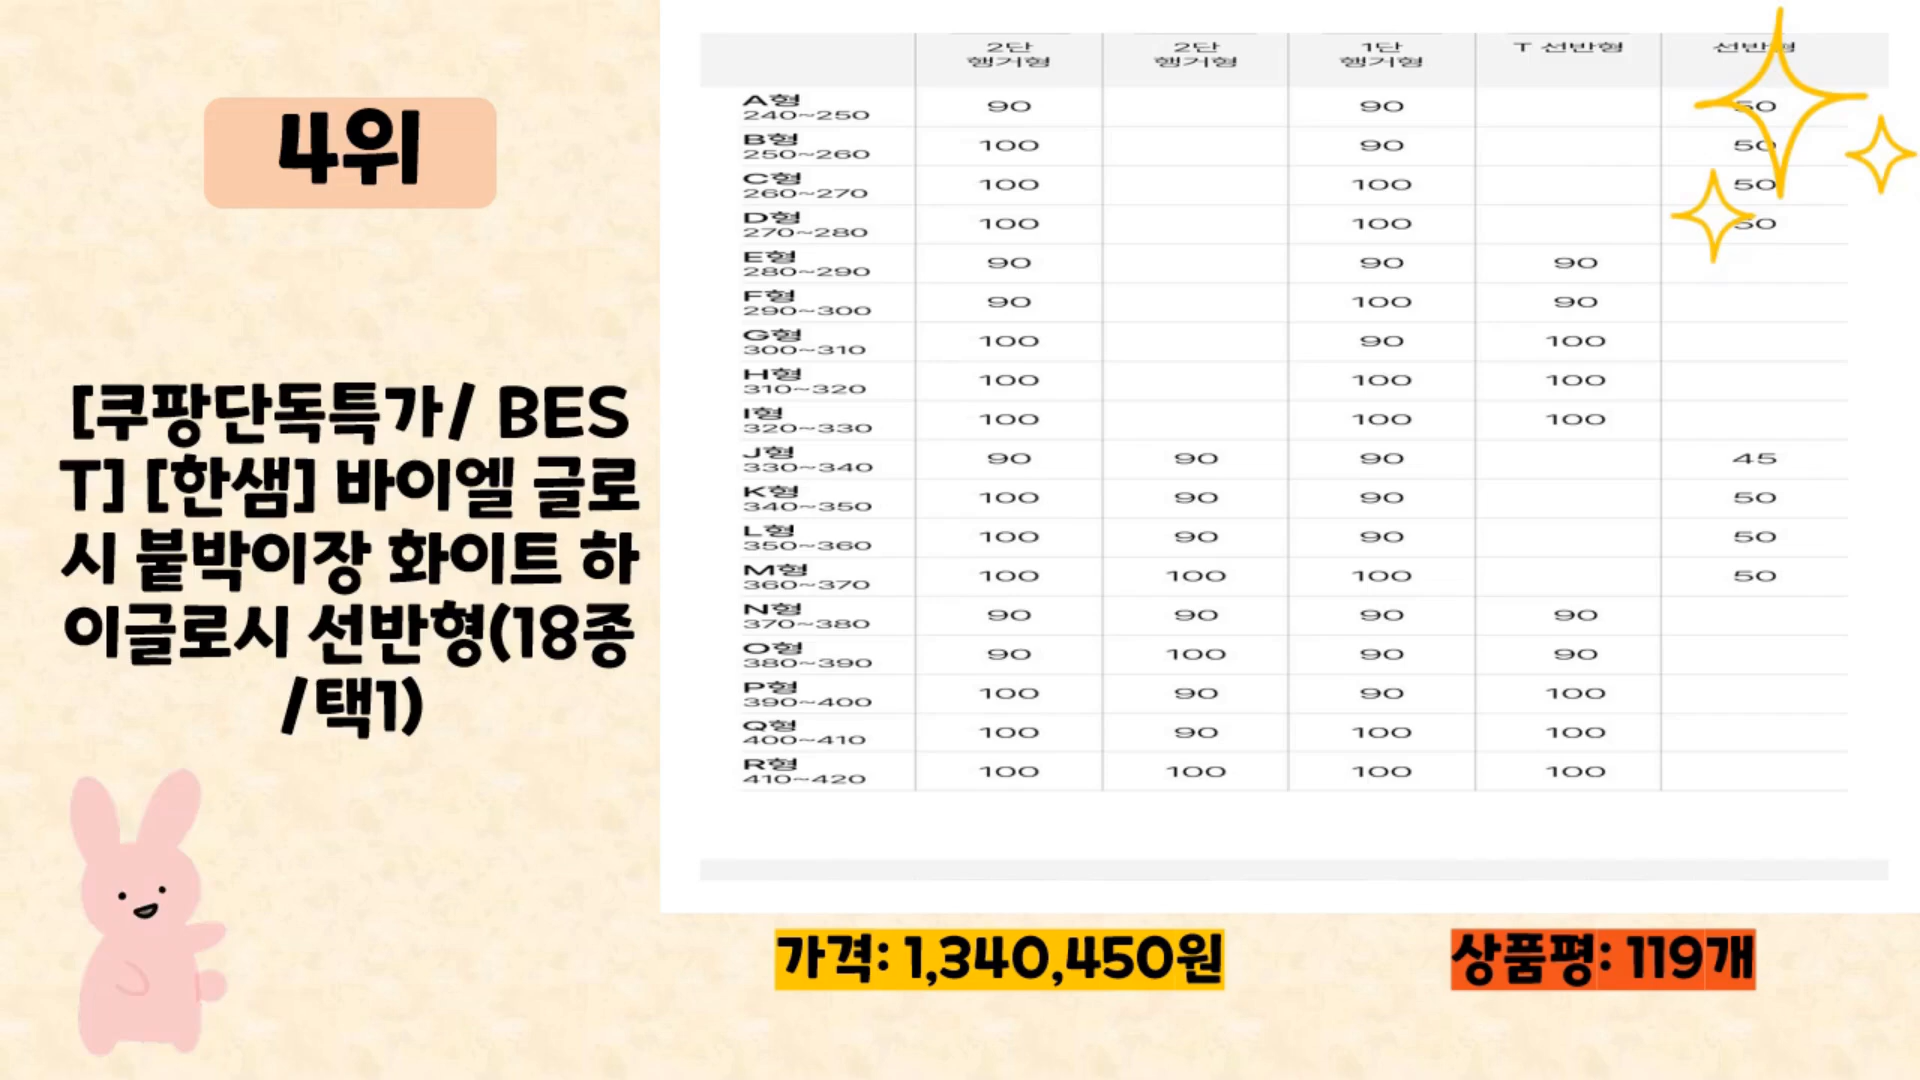 4위
[쿠팡단독특가/ BES
T] [한샘] 바이엘 글로
시 붙박이장 화이트 하
이글로시 선반형(18종
/택1)
2단 행거형 2단 행거형 1단 행거형 T 선반형 선반형
A형 240~250 90 90 50
B형 250~260 100 90 50
C형 260~270 100 100 50
D형 270~280 100 100 50
E형 280~290 90 90 90
F형 290~300 90 100 90
G형 300~310 100 90 100
H형 310~320 100 100 100
I형 320~330 100 100 100
J형 330~340 90 90 90 45
K형 340~350 100 90 90 50
L형 350~360 100 90 90 50
M형 360~370 100 100 100 50
N형 370~380 90 90 90 90
O형 380~390 90 100 90 90
P형 390~400 100 90 90 100
Q형 400~410 100 90 100 100
R형 410~420 100 100 100 100
가격: 1,340,450원
상품평: 119개